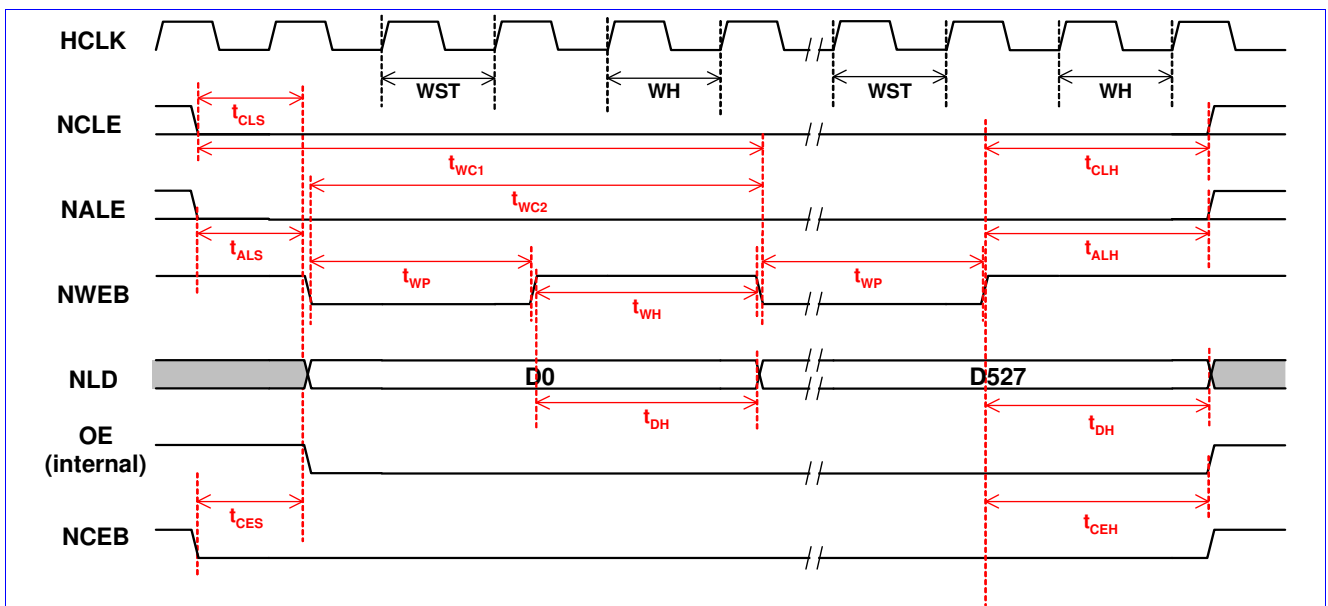 HCLK
WST
WH
WST
WH
NCLE
tCLS
tWC1
tCLH
NALE
tWC2
tALS
tALH
NWEB
tWP
tWH
tWP
NLD
D0
D527
tDH
tDH
OE
(internal)
tCES
tCEH
NCEB